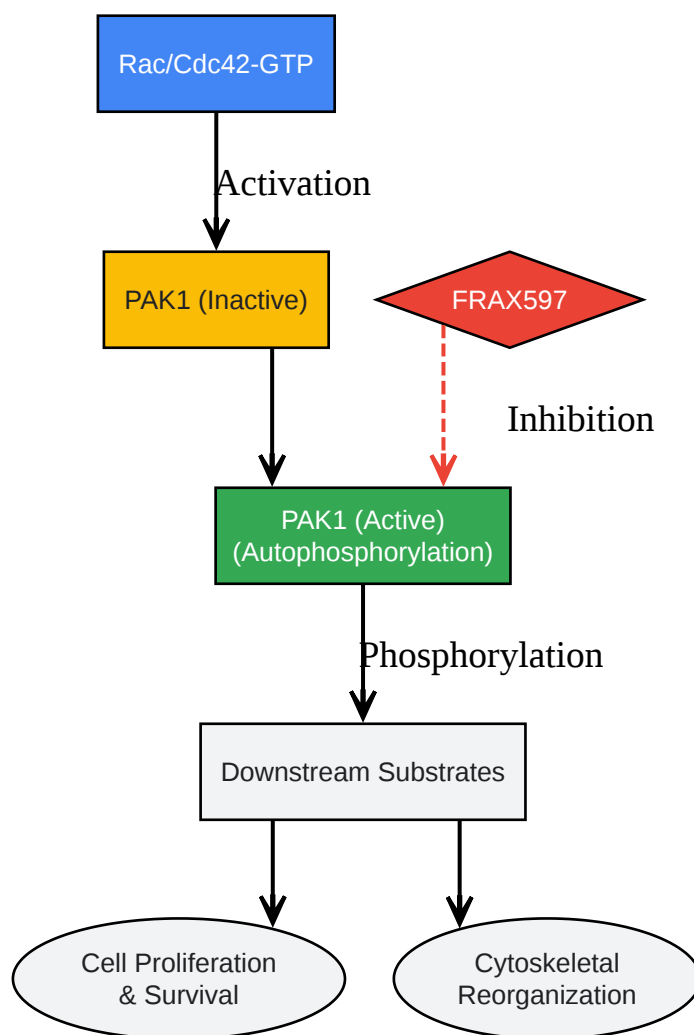 Rac/Cdc42-GTP
Activation
PAK1 (Inactive)
FRAX597
Inhibition
PAK1 (Active)
(Autophosphorylation)
Phosphorylation
Downstream Substrates
Cell Proliferation
& Survival
Cytoskeletal
Reorganization